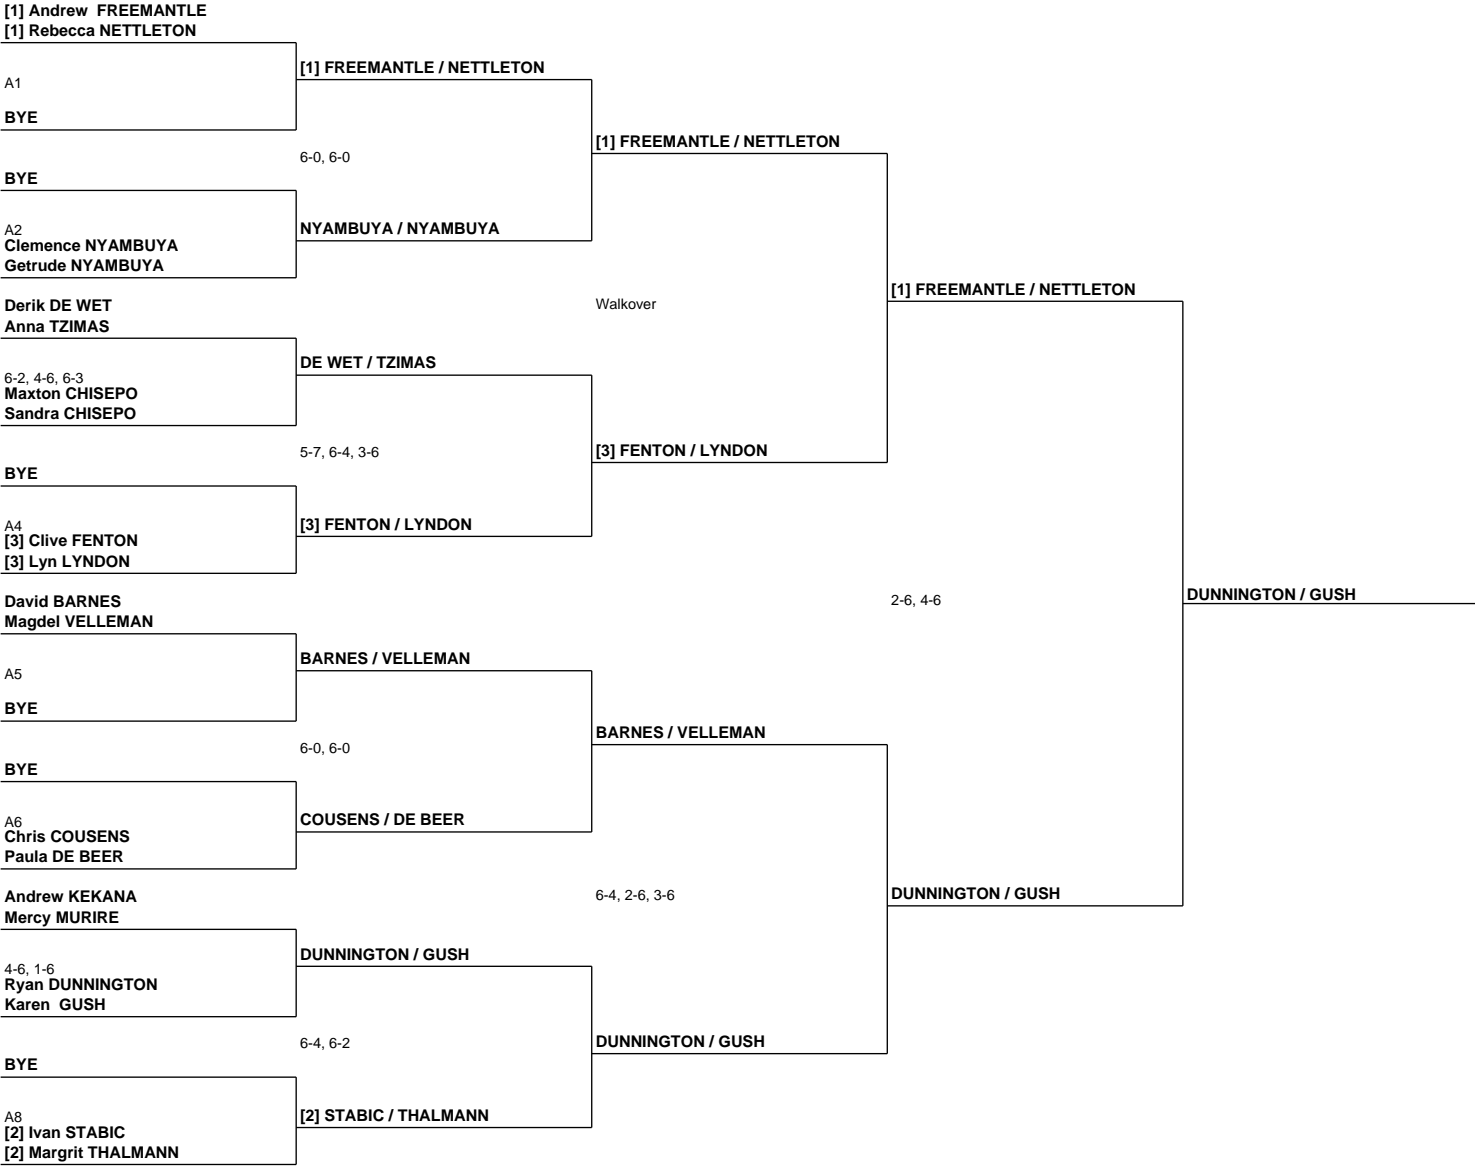 [1] Andrew  FREEMANTLE
[1] Rebecca NETTLETON
[1] FREEMANTLE / NETTLETON
A1
BYE
[1] FREEMANTLE / NETTLETON
6-0, 6-0
BYE
NYAMBUYA / NYAMBUYA
A2
Clemence NYAMBUYA
Getrude NYAMBUYA
[1] FREEMANTLE / NETTLETON
Derik DE WET
Walkover
Anna TZIMAS
DE WET / TZIMAS
6-2, 4-6, 6-3
Maxton CHISEPO
Sandra CHISEPO
5-7, 6-4, 3-6
[3] FENTON / LYNDON
BYE
[3] FENTON / LYNDON
A4
[3] Clive FENTON
[3] Lyn LYNDON
DUNNINGTON / GUSH
David BARNES
2-6, 4-6
Magdel VELLEMAN
BARNES / VELLEMAN
A5
BYE
BARNES / VELLEMAN
6-0, 6-0
BYE
COUSENS / DE BEER
A6
Chris COUSENS
Paula DE BEER
DUNNINGTON / GUSH
Andrew KEKANA
6-4, 2-6, 3-6
Mercy MURIRE
DUNNINGTON / GUSH
4-6, 1-6
Ryan DUNNINGTON
Karen  GUSH
6-4, 6-2
DUNNINGTON / GUSH
BYE
[2] STABIC / THALMANN
A8
[2] Ivan STABIC
[2] Margrit THALMANN